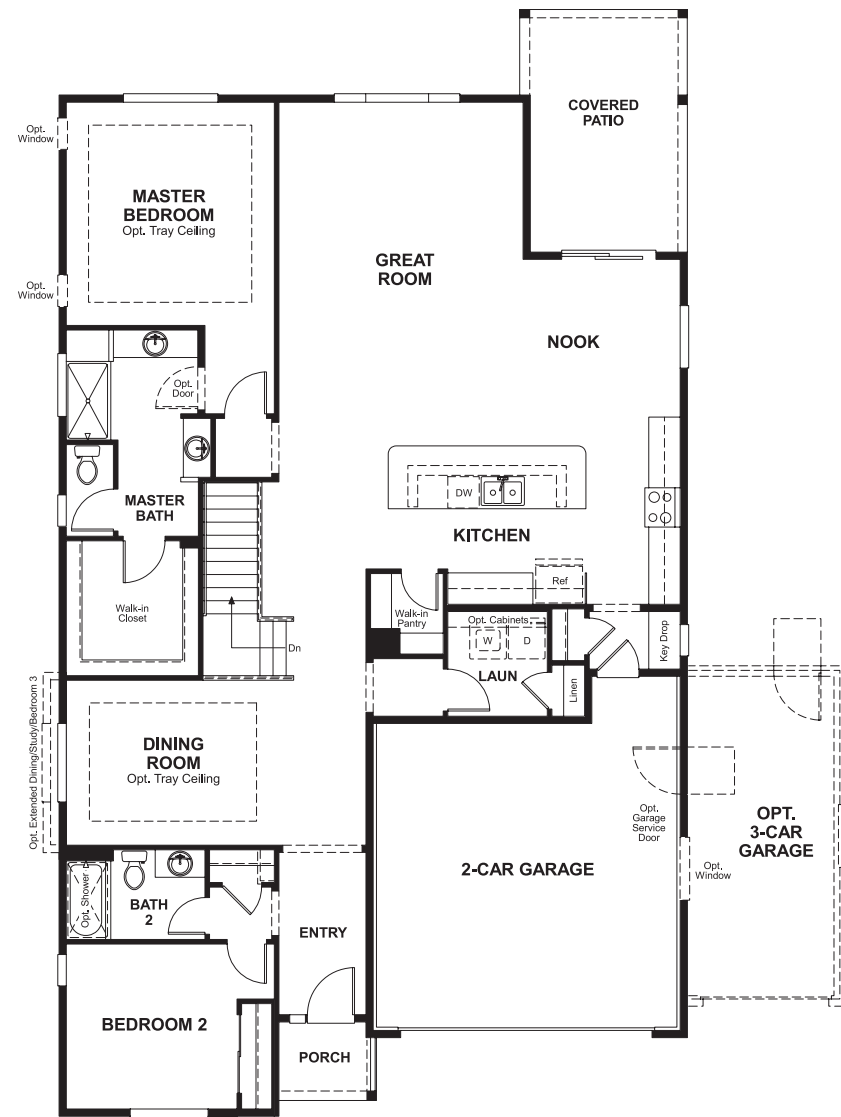 COVERED
PATIO
Opt.
Window
MASTER
BEDROOM
Opt. Tray Ceiling
GREAT
ROOM
Opt.
Window
NOOK
Opt.
Door
MASTER
BATH
DW
KITCHEN
Ref
Walk-in
Closet
Walk-in
Pantry
Opt. Cabinets
W
D
Key Drop
Dn
LAUN
Linen
Opt. Extended Dining/Study/Bedroom 3
DINING
ROOM
Opt. Tray Ceiling
Opt.
Garage
Service
Door
OPT.
3-CAR
GARAGE
2-CAR GARAGE
Opt.
Window
Opt. Shower
BATH
2
ENTRY
BEDROOM 2
PORCH